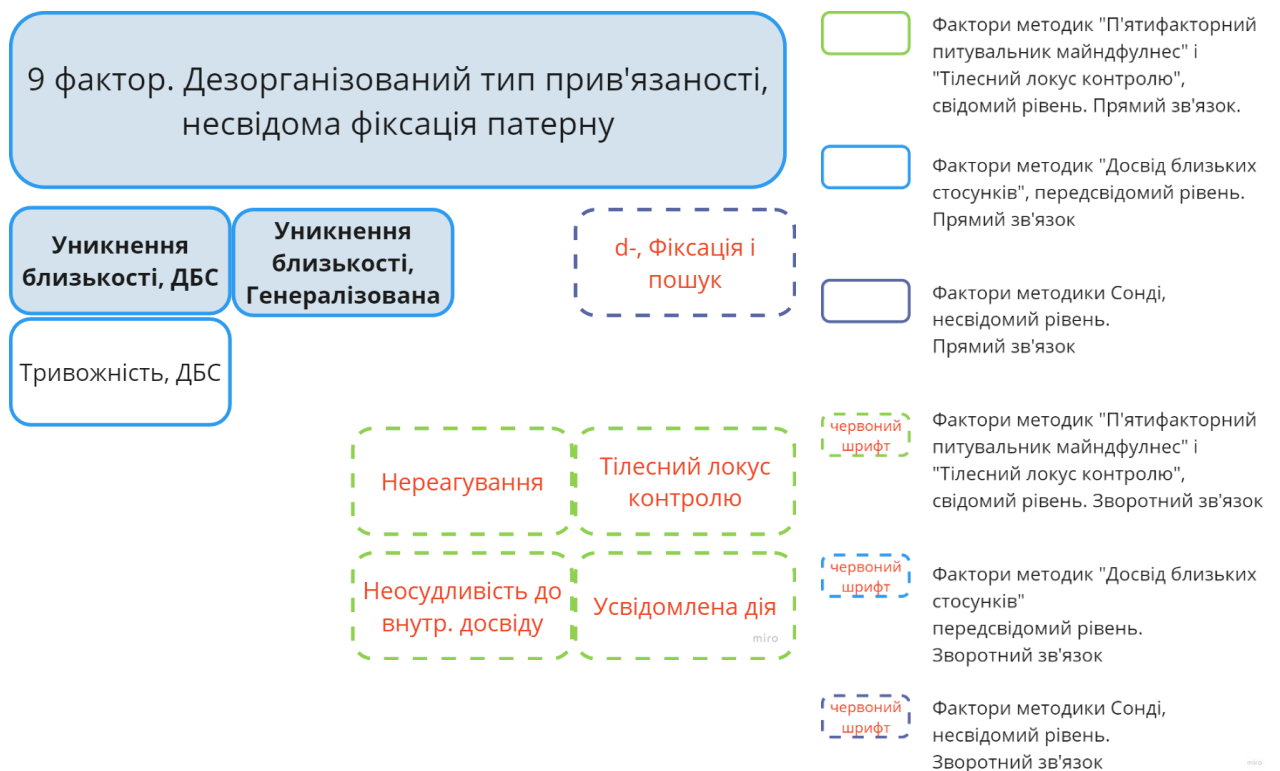 9 фактор. Дезорганізований тип прив'язаності,
несвідома фіксація патерну
Уникнення
близькості, ДБС
Уникнення
близькості,
Генералізована
d-, Фіксація і
пошук
Тривожність, ДБС
Нереагування
Тілесний локус
контролю
Неосудливість до
внутр. досвіду
Усвідомлена дія
miro
Фактори методик "П'ятифакторний
питувальник майндфулнес" і
"Тілесний локус контролю",
свідомий рівень. Прямий зв'язок.
Фактори методик "Досвід близьких
стосунків", передсвідомий рівень.
Прямий зв'язок
Фактори методики Сонді,
несвідомий рівень.
Прямий зв'язок
червоний
шрифт
Фактори методик "П'ятифакторний
питувальник майндфулнес" і
"Тілесний локус контролю",
свідомий рівень. Зворотний зв'язок
червоний
шрифт
Фактори методик "Досвід близьких
стосунків"
передсвідомий рівень.
Зворотний зв'язок
червоний
шрифт
Фактори методики Сонді,
несвідомий рівень.
Зворотний зв'язок
miro